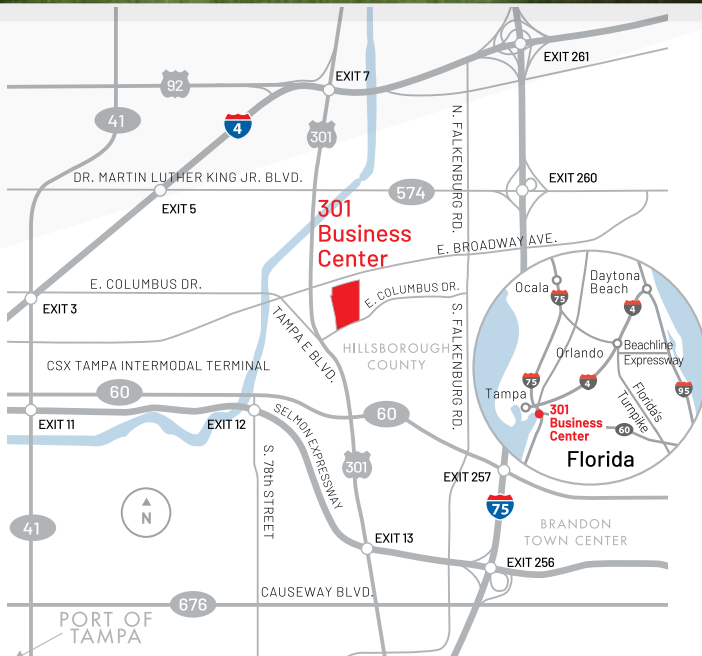 EXIT 7
EXIT 261
92
41
4
301
N. FALKENBURG RD.
DR. MARTIN LUTHER KING JR. BLVD.
574
EXIT 260
EXIT 5
301
Business
Center
E. BROADWAY AVE.
E. COLUMBUS DR.
E. COLUMBUS DR.
EXIT 3
TAMPA E BLVD.
HILLSBOROUGH
COUNTY
S. FALKENBURG RD.
CSX TAMPA INTERMODAL TERMINAL
60
60
EXIT 11
EXIT 12
SELMON EXPRESSWAY
S. 78th STREET
301
EXIT 257
75
N
41
EXIT 13
BRANDON
TOWN CENTER
EXIT 256
676
CAUSEWAY BLVD.
PORT OF
TAMPA
Ocala
75
Daytona
Beach
4
Orlando
Beachline
Expressway
75
4
95
Tampa
Florida's
Turnpike
301
Business
Center
60
Florida